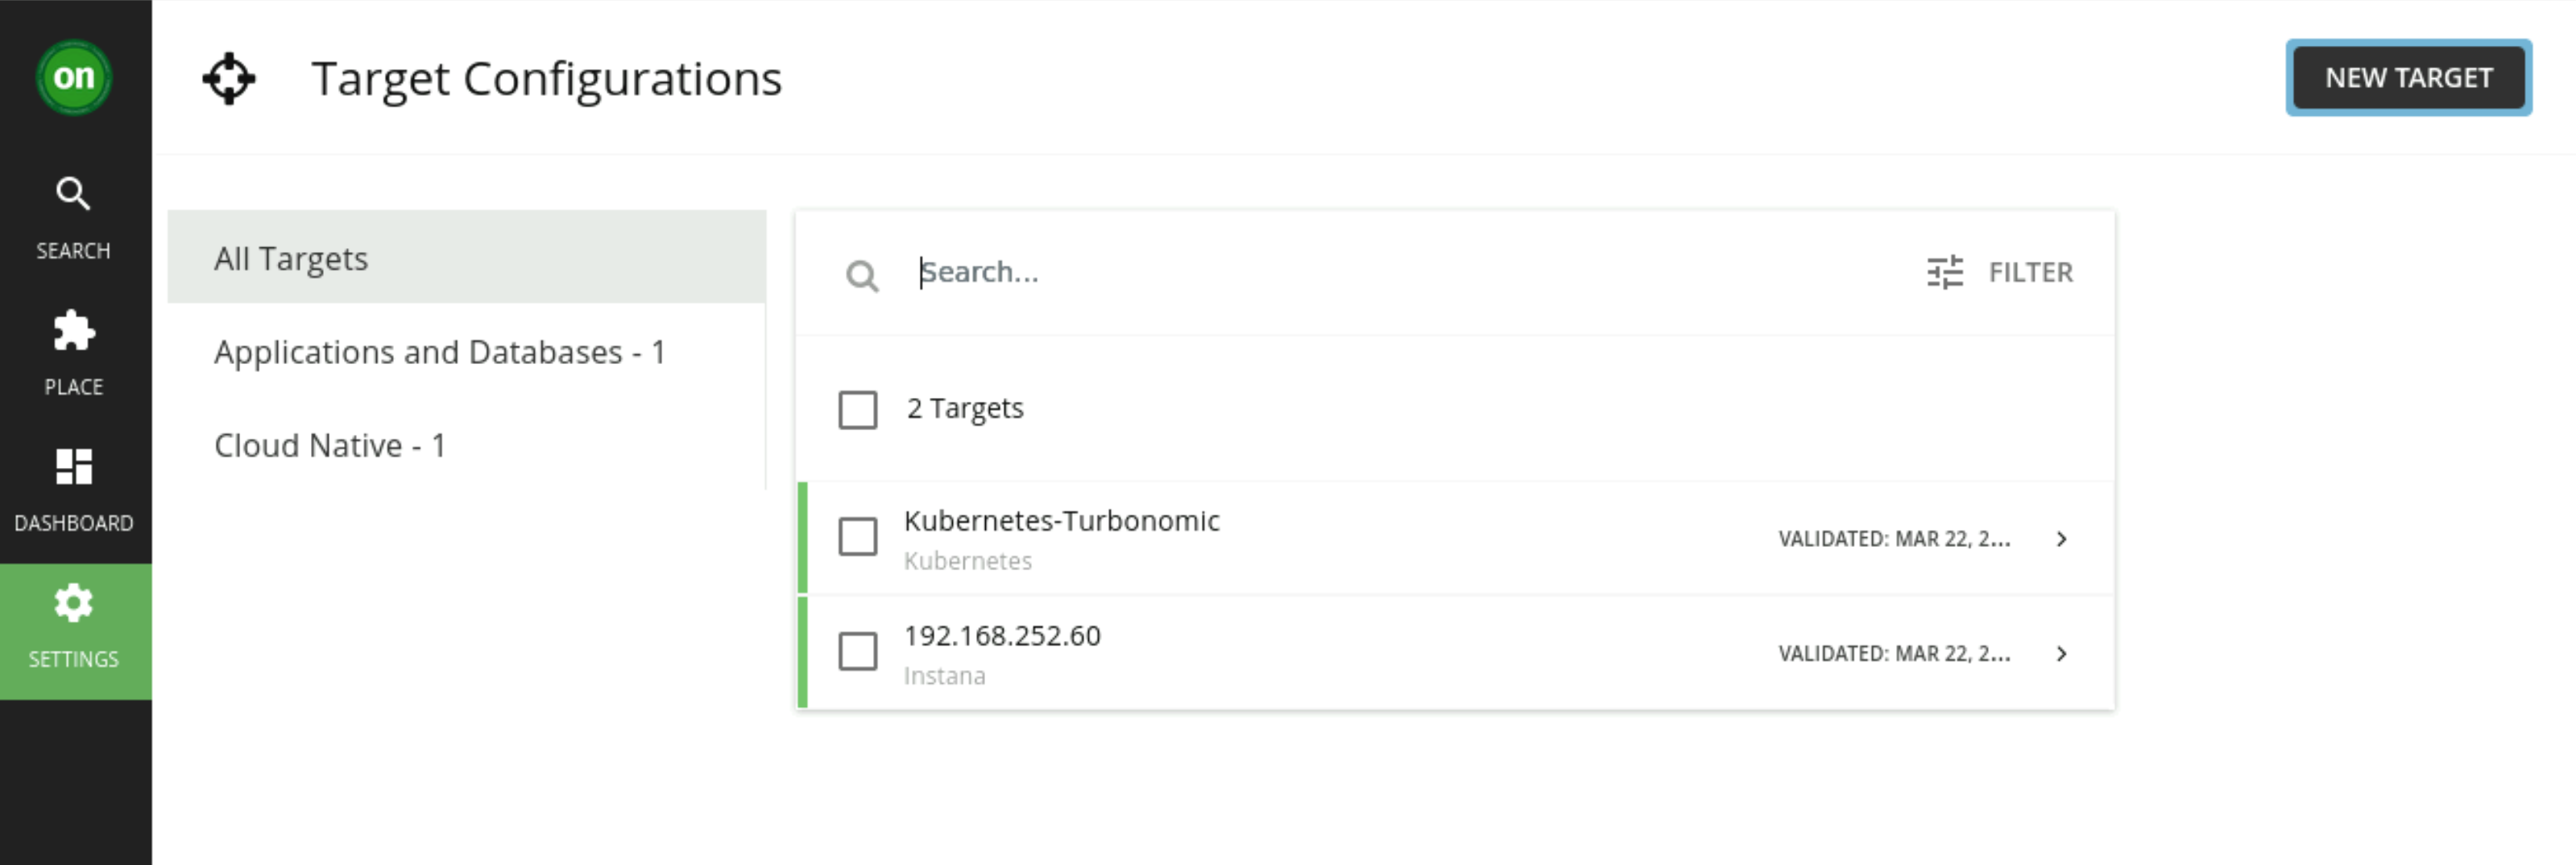 on
Target Configurations
NEW TARGET
SEARCH
PLACE
DASHBOARD
SETTINGS
All Targets
Applications and Databases - 1
Cloud Native - 1
Search...
FILTER
2 Targets
Kubernetes-Turbonomic
Kubernetes
VALIDATED: MAR 22, 2...
192.168.252.60
Instana
VALIDATED: MAR 22, 2...